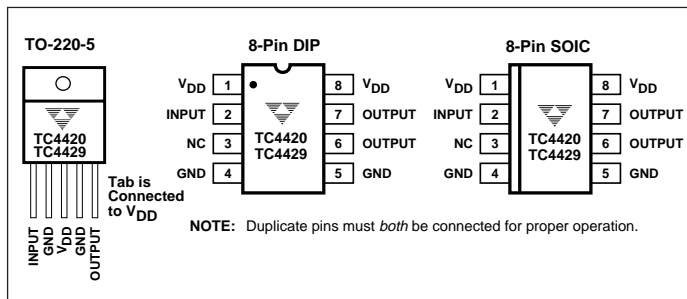 TO-220-5
TC4420
TC4429
Tab is
Connected
to VDD
INPUT
GND
VDD
GND
OUTPUT
8-Pin DIP
VDD 1 8 VDD
INPUT 2 7 OUTPUT
NC 3 6 OUTPUT
GND 4 5 GND
TC4420
TC4429
8-Pin SOIC
VDD 1 8 VDD
INPUT 2 7 OUTPUT
NC 3 6 OUTPUT
GND 4 5 GND
TC4420
TC4429
NOTE: Duplicate pins must both be connected for proper operation.